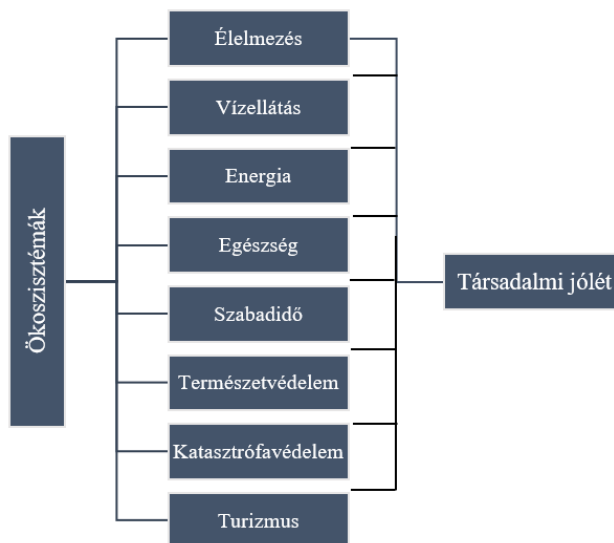 Ökoszisztémák
Élelmezés
Vízellátás
Energia
Egészség
Szabadidő
Természetvédelem
Katasztrófavédelem
Turizmus
Társadalmi jólét